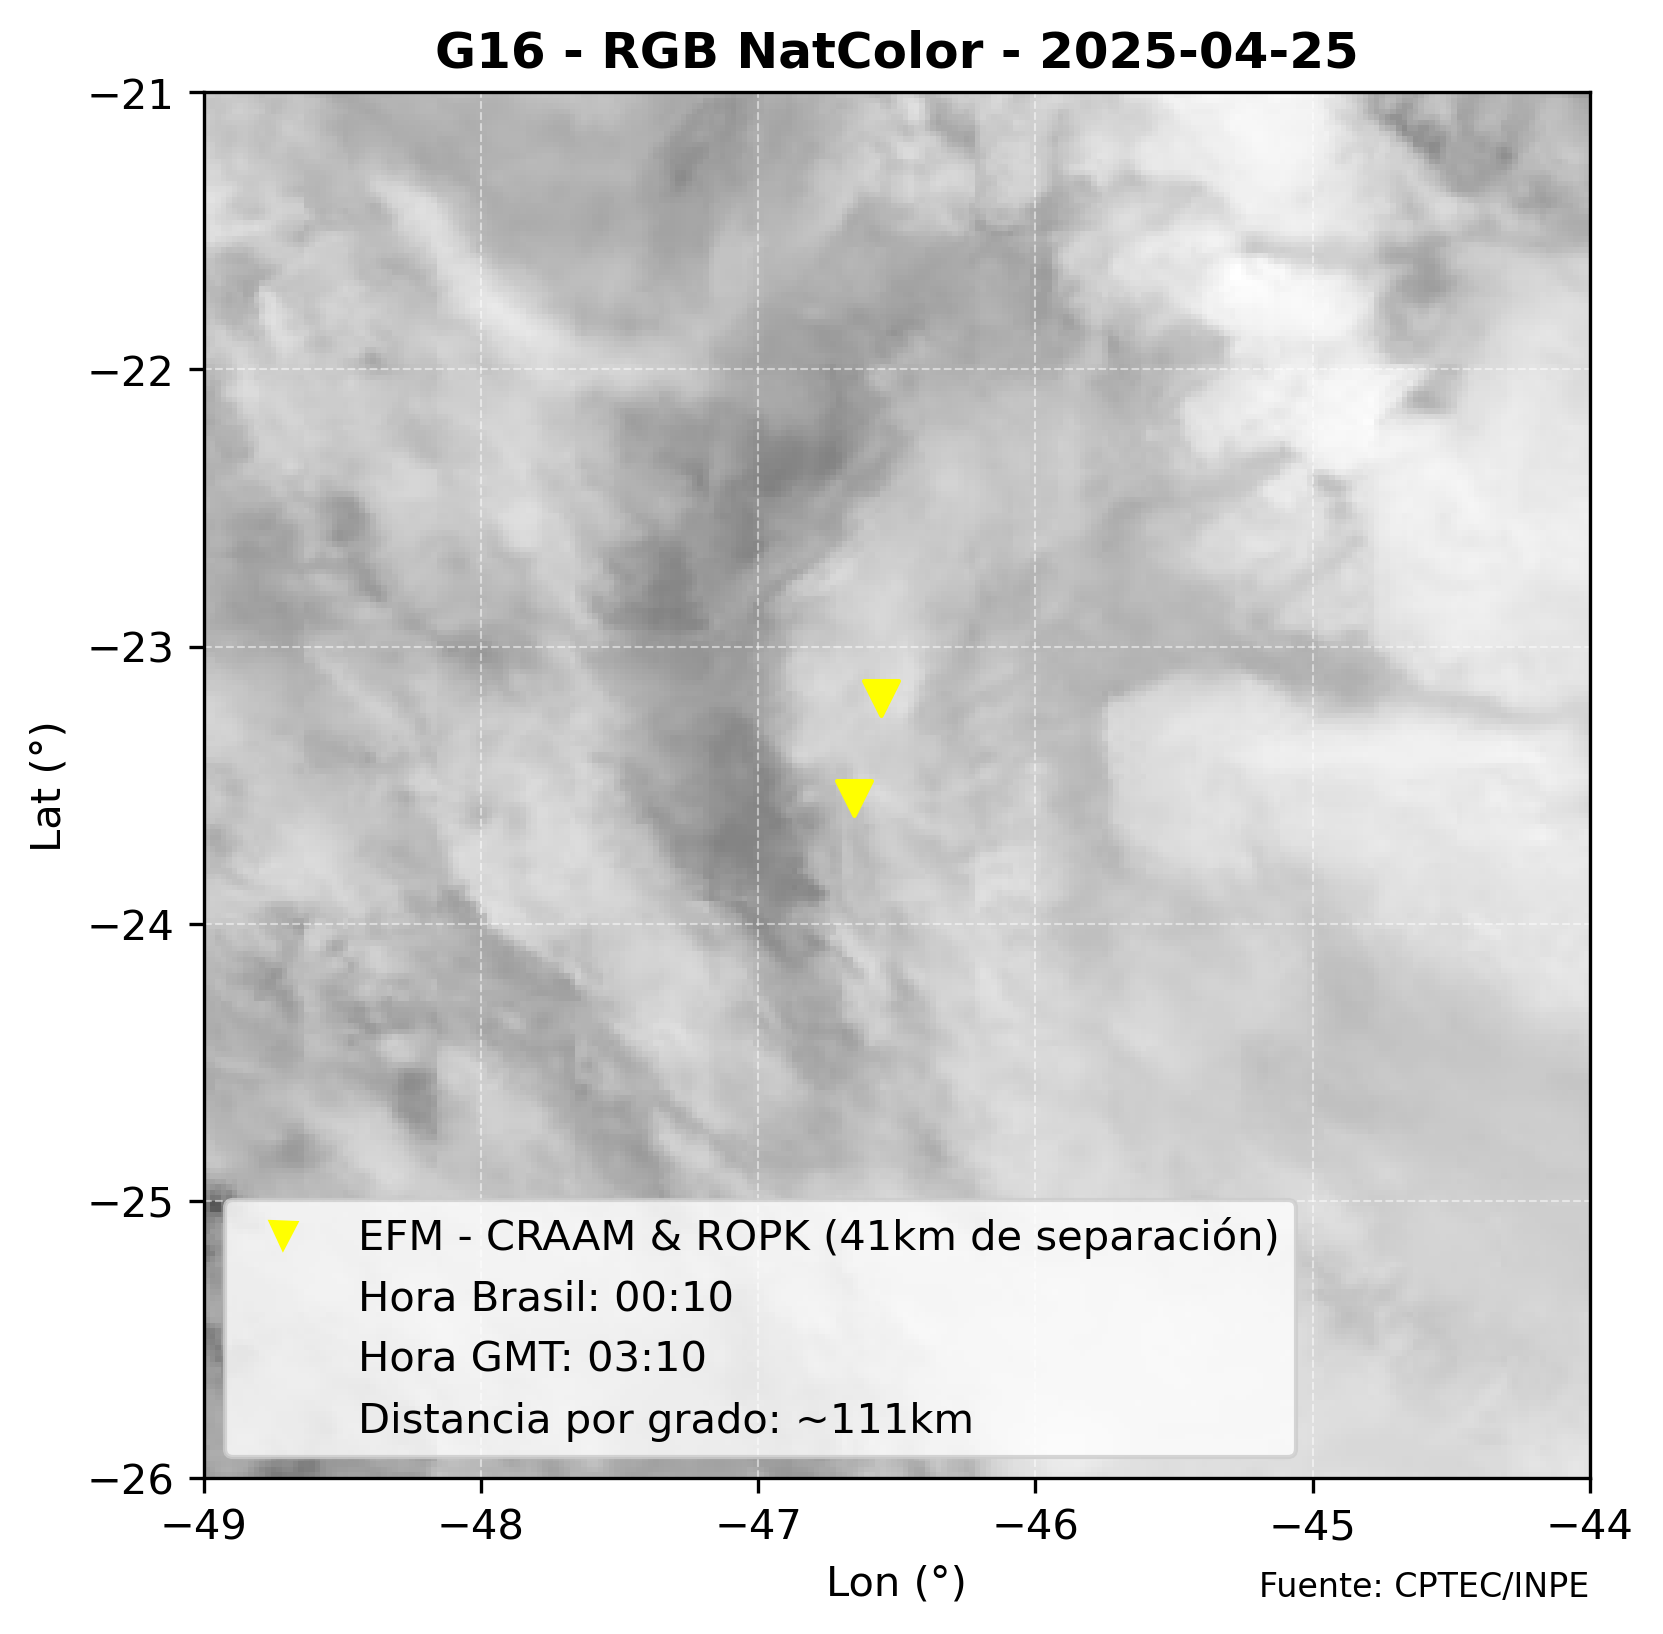 G16 - RGB NatColor - 2025-04-25
−21
−22
−23
−24
−25
−26
Lat (°)
EFM - CRAAM & ROPK (41km de separación)
Hora Brasil: 00:10
Hora GMT: 03:10
Distancia por grado: ~111km
−49 −48 −47 −46 −45 −44
Lon (°)
Fuente: CPTEC/INPE